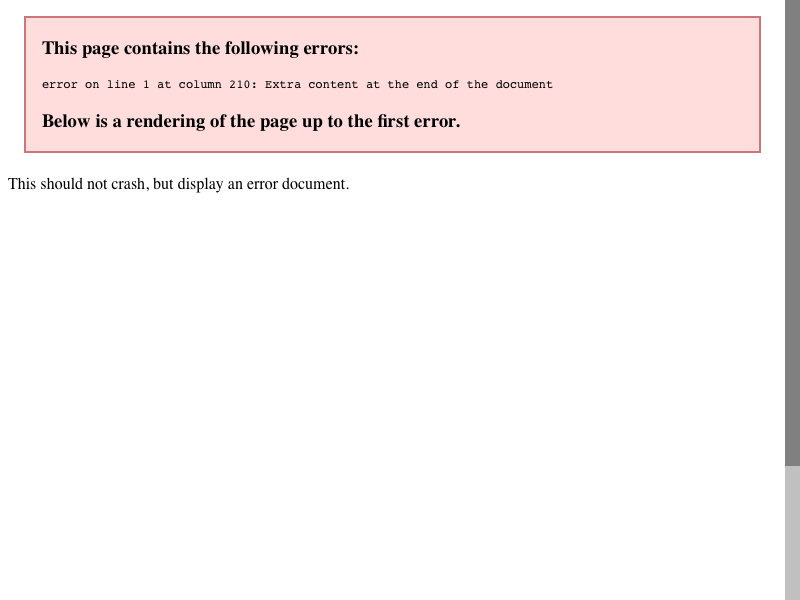 This page contains the following errors:
error on line 1 at column 210: Extra content at the end of the document
Below is a rendering of the page up to the first error.
This should not crash, but display an error document.